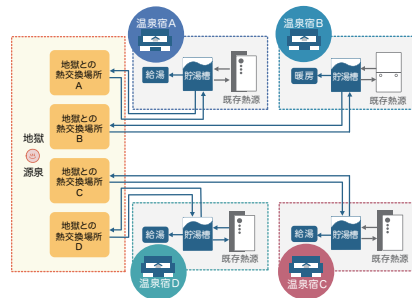 地獄
源泉
地獄との
熱交換場所
A
地獄との
熱交換場所
B
地獄との
熱交換場所
C
地獄との
熱交換場所
D
温泉宿A
給湯
貯湯槽
既存熱源
温泉宿B
暖房
貯湯槽
既存熱源
給湯
貯湯槽
既存熱源
温泉宿D
給湯
貯湯槽
既存熱源
温泉宿C